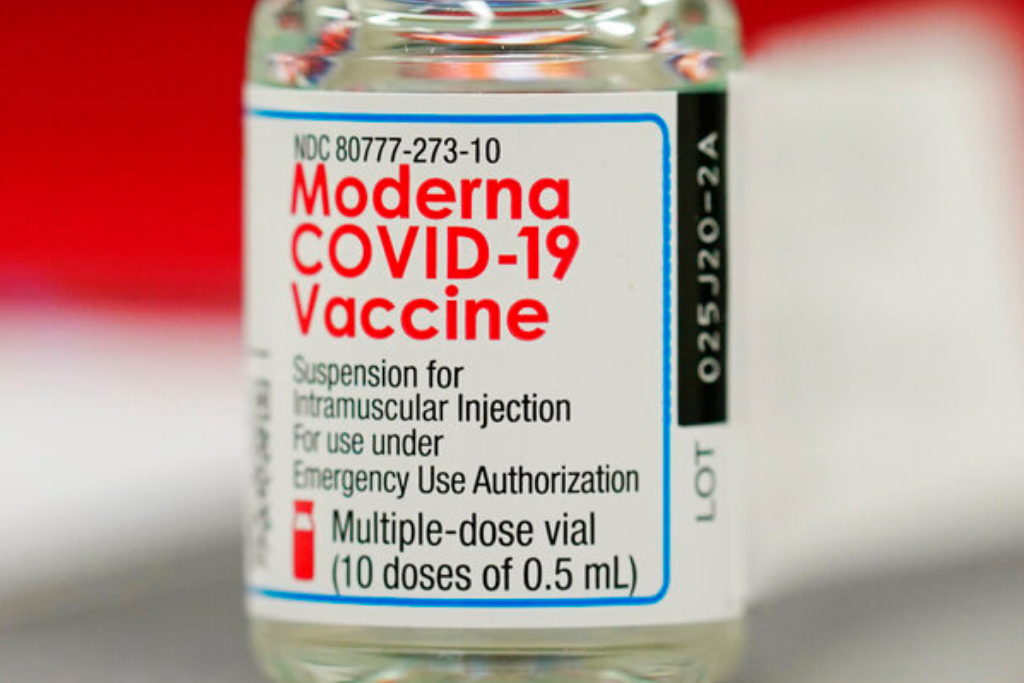 NDC 80777-273-10
Moderna
COVID-19
Vaccine
Suspension for
Intramuscular Injection
For use under
Emergency Use Authorization
Multiple-dose vial
(10 doses of 0.5 mL)
LOT 025J20-2A